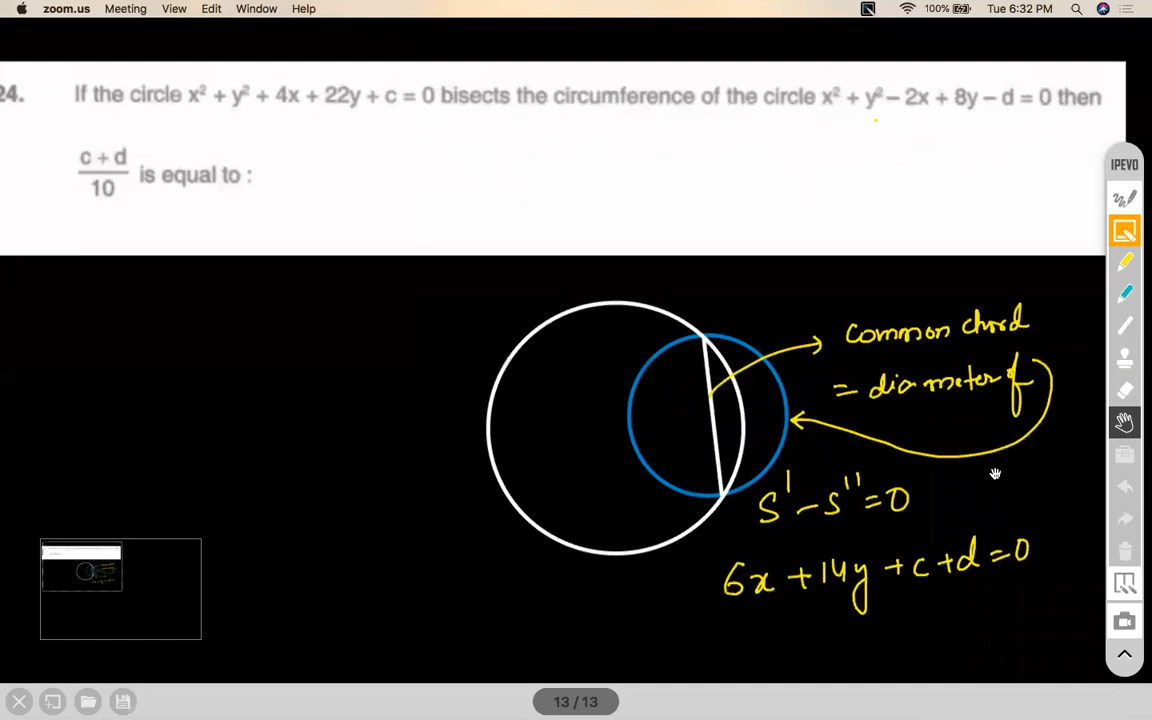 zoom.us Meeting View Edit Window Help 100% Tue 6:32 PM
24. If the circle x² + y² + 4x + 22y + c = 0 bisects the circumference of the circle x² + y² – 2x + 8y – d = 0 then
c + d
10
is equal to :
IPEVO
common chord
= diameter of
S' – S'' = 0
6x + 14y + c + d = 0
13 / 13